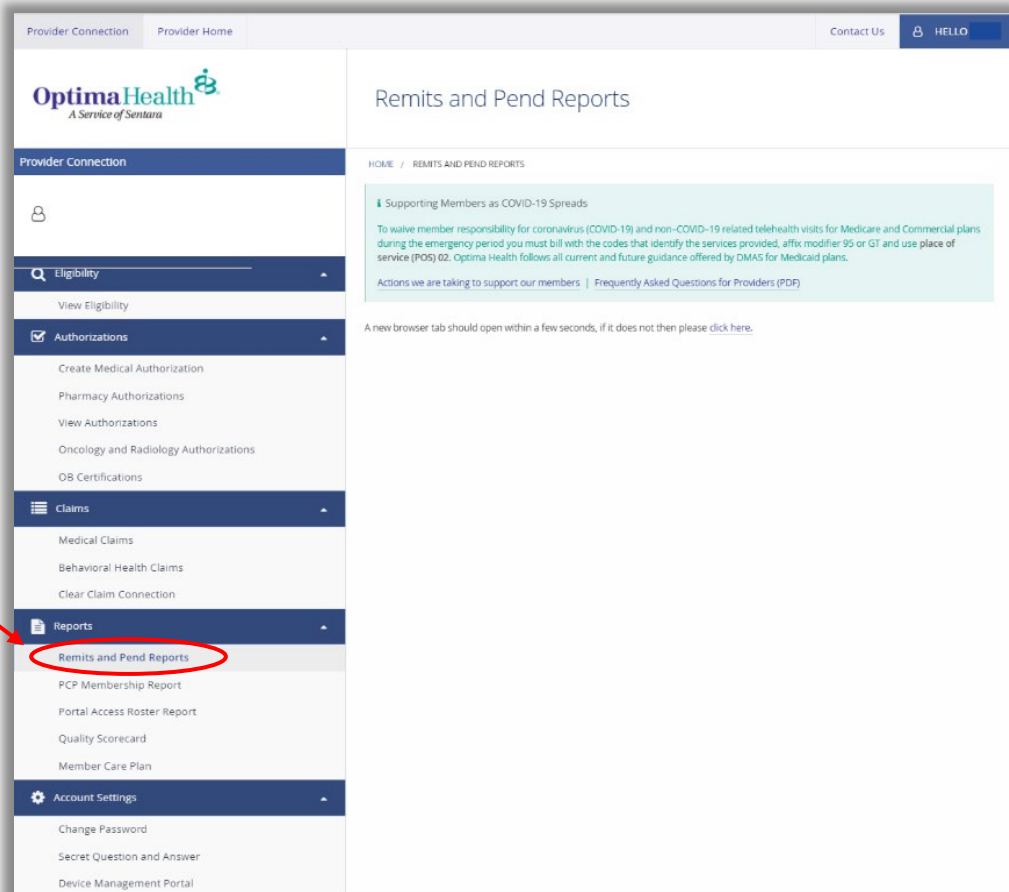 Provider Connection Provider Home Contact Us HELLO
OptimaHealth
A Service of Sentara
Remits and Pend Reports
Provider Connection
HOME / REMITS AND PEND REPORTS
Supporting Members as COVID-19 Spreads
To waive member responsibility for coronavirus (COVID-19) and non-COVID-19 related telehealth visits for Medicare and Commercial plans
during the emergency period you must bill with the codes that identify the services provided, affix modifier 95 or GT and use place of
service (POS) 02. Optima Health follows all current and future guidance offered by DMAS for Medicaid plans.
Actions we are taking to support our members | Frequently Asked Questions for Providers (PDF)
A new browser tab should open within a few seconds, if it does not then please click here.
Eligibility
View Eligibility
Authorizations
Create Medical Authorization
Pharmacy Authorizations
View Authorizations
Oncology and Radiology Authorizations
OB Certifications
Claims
Medical Claims
Behavioral Health Claims
Clear Claim Connection
Reports
Remits and Pend Reports
PCP Membership Report
Portal Access Roster Report
Quality Scorecard
Member Care Plan
Account Settings
Change Password
Secret Question and Answer
Device Management Portal